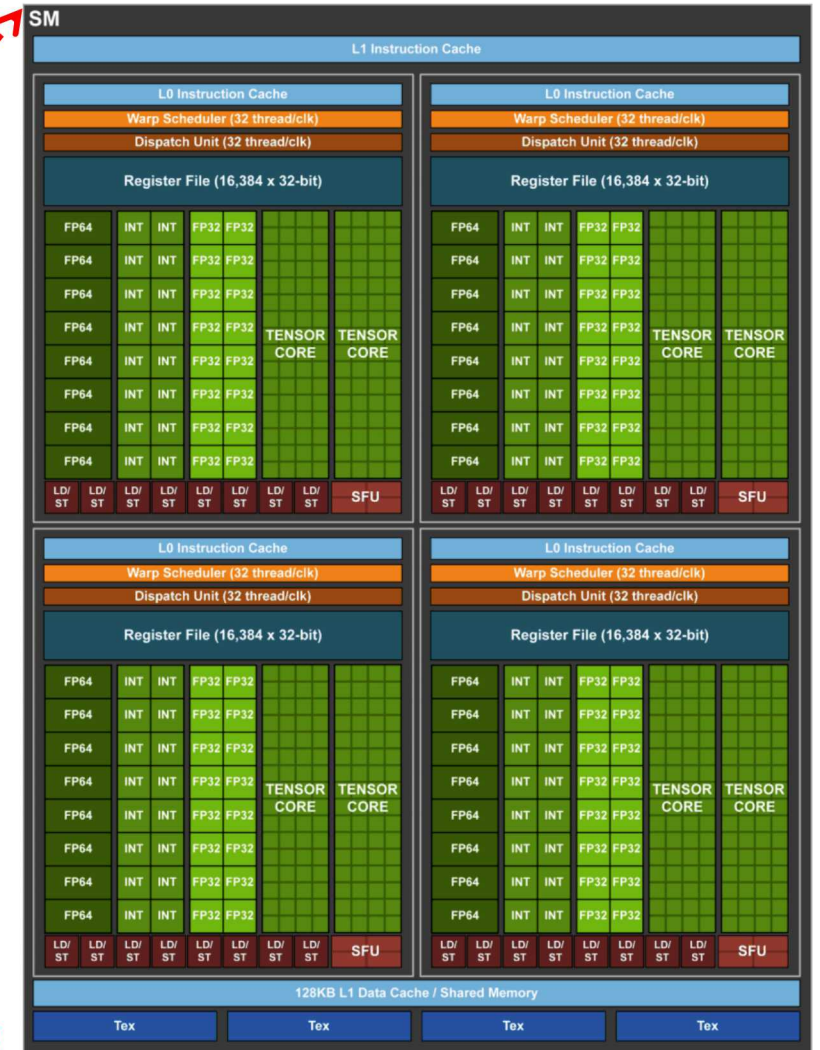 SM
L1 Instruction Cache
L0 Instruction Cache
Warp Scheduler (32 thread/clk)
Dispatch Unit (32 thread/clk)
Register File (16,384 x 32-bit)
FP64 INT INT FP32 FP32
FP64 INT INT FP32 FP32
FP64 INT INT FP32 FP32
FP64 INT INT FP32 FP32 TENSOR CORE TENSOR CORE
FP64 INT INT FP32 FP32
FP64 INT INT FP32 FP32
FP64 INT INT FP32 FP32
FP64 INT INT FP32 FP32
LD/ST LD/ST LD/ST LD/ST LD/ST LD/ST LD/ST LD/ST SFU
L0 Instruction Cache
Warp Scheduler (32 thread/clk)
Dispatch Unit (32 thread/clk)
Register File (16,384 x 32-bit)
FP64 INT INT FP32 FP32
FP64 INT INT FP32 FP32
FP64 INT INT FP32 FP32
FP64 INT INT FP32 FP32 TENSOR CORE TENSOR CORE
FP64 INT INT FP32 FP32
FP64 INT INT FP32 FP32
FP64 INT INT FP32 FP32
FP64 INT INT FP32 FP32
LD/ST LD/ST LD/ST LD/ST LD/ST LD/ST LD/ST LD/ST SFU
L0 Instruction Cache
Warp Scheduler (32 thread/clk)
Dispatch Unit (32 thread/clk)
Register File (16,384 x 32-bit)
FP64 INT INT FP32 FP32
FP64 INT INT FP32 FP32
FP64 INT INT FP32 FP32
FP64 INT INT FP32 FP32 TENSOR CORE TENSOR CORE
FP64 INT INT FP32 FP32
FP64 INT INT FP32 FP32
FP64 INT INT FP32 FP32
FP64 INT INT FP32 FP32
LD/ST LD/ST LD/ST LD/ST LD/ST LD/ST LD/ST LD/ST SFU
L0 Instruction Cache
Warp Scheduler (32 thread/clk)
Dispatch Unit (32 thread/clk)
Register File (16,384 x 32-bit)
FP64 INT INT FP32 FP32
FP64 INT INT FP32 FP32
FP64 INT INT FP32 FP32
FP64 INT INT FP32 FP32 TENSOR CORE TENSOR CORE
FP64 INT INT FP32 FP32
FP64 INT INT FP32 FP32
FP64 INT INT FP32 FP32
FP64 INT INT FP32 FP32
LD/ST LD/ST LD/ST LD/ST LD/ST LD/ST LD/ST LD/ST SFU
128KB L1 Data Cache / Shared Memory
Tex Tex Tex Tex